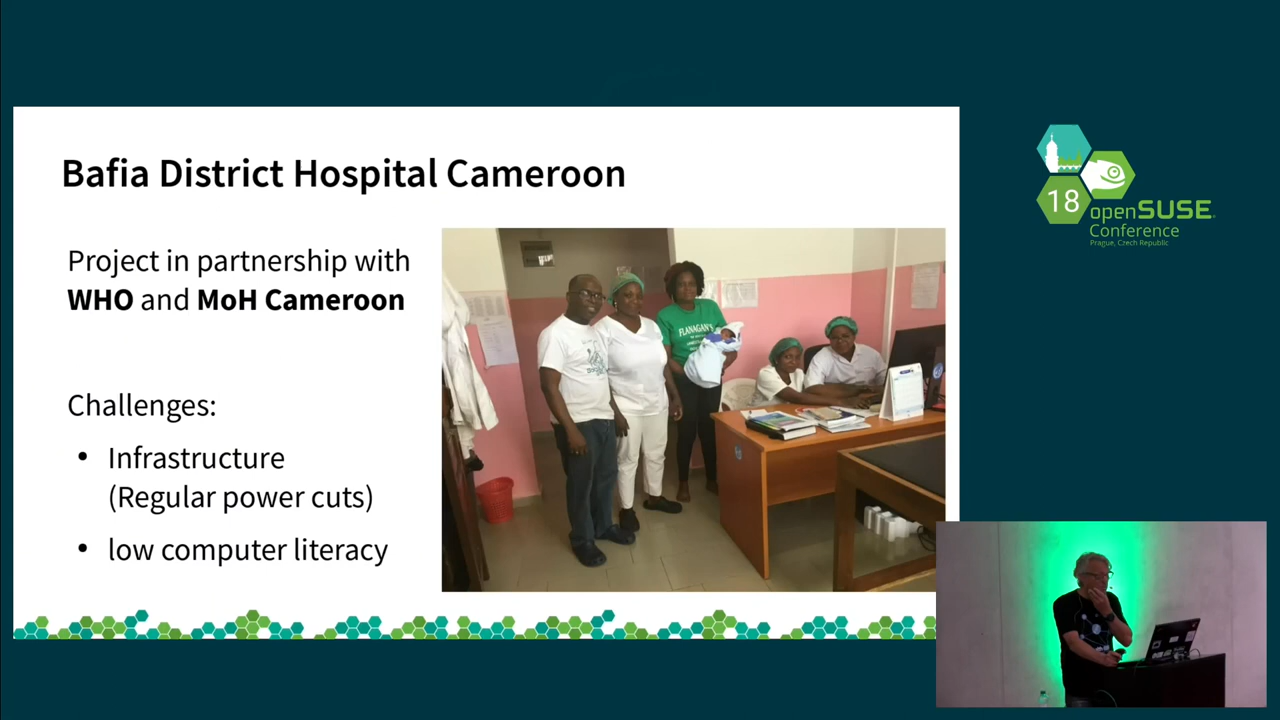 Bafia District Hospital Cameroon
Project in partnership with
WHO and MoH Cameroon
Challenges:
• Infrastructure
(Regular power cuts)
• low computer literacy
FLANAGAN'S
18
openSUSE
Conference
Prague, Czech Republic